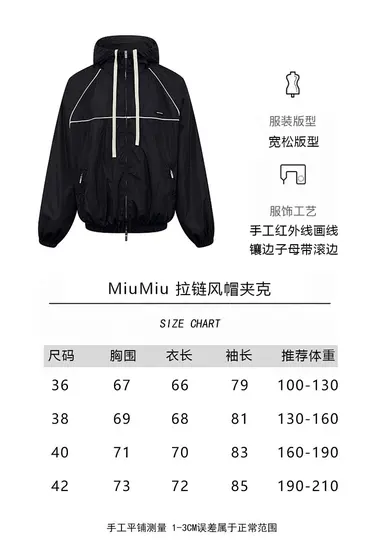 服装版型
宽松版型
服饰工艺
手工红外线画线
镶边子母带滚边
MiuMiu 拉链风帽夹克
SIZE CHART
尺码 胸围 衣长 袖长 推荐体重
36 67 66 79 100-130
38 69 68 81 130-160
40 71 70 83 160-190
42 73 72 85 190-210
手工平铺测量 1-3CM误差属于正常范围